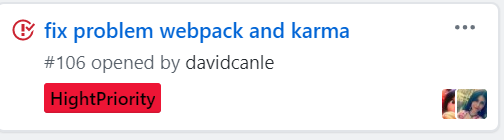 fix problem webpack and karma
#106 opened by davidcanle
HightPriority